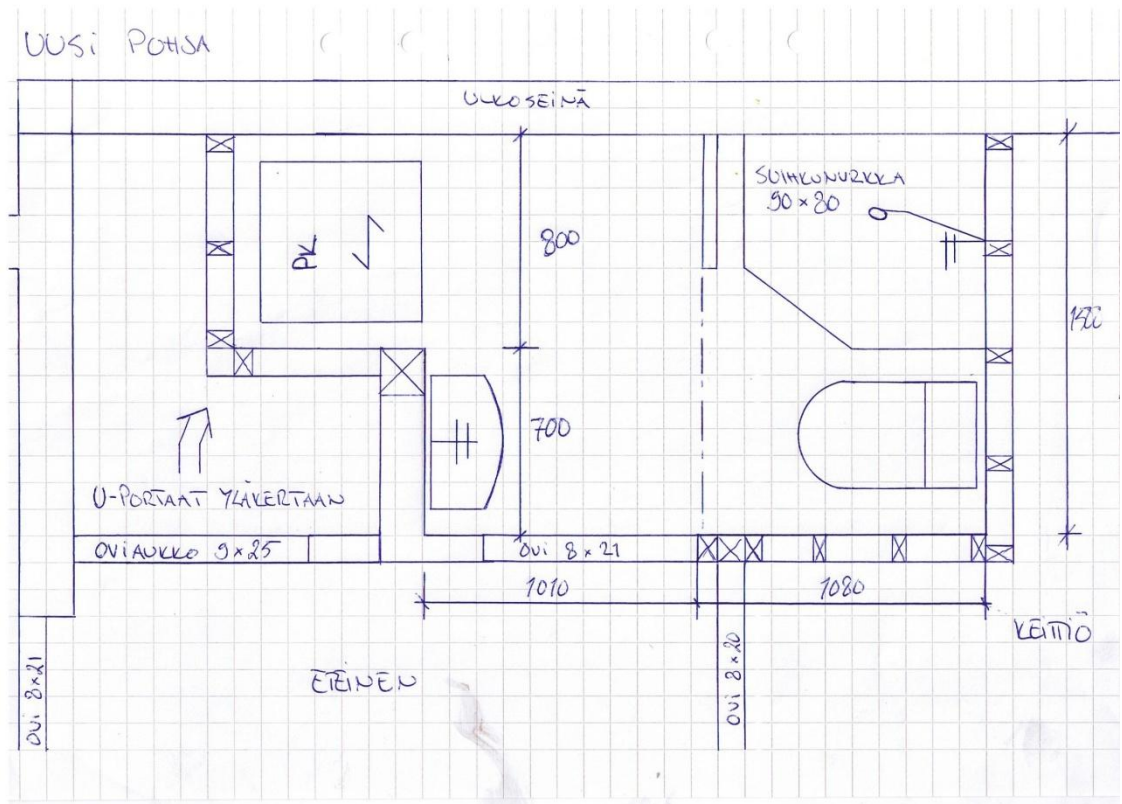 UUSI POHJA
ULKOSEINÄ
SUIHKUNURKKA
90 × 80
PK
800
1500
700
U-PORTAAT YLÄKERTAAN
OVIAUKKO 9×25
OVI 8×21
1010
1080
KEITTIÖ
ETEINEN
OVI 8×21
OVI 8×20